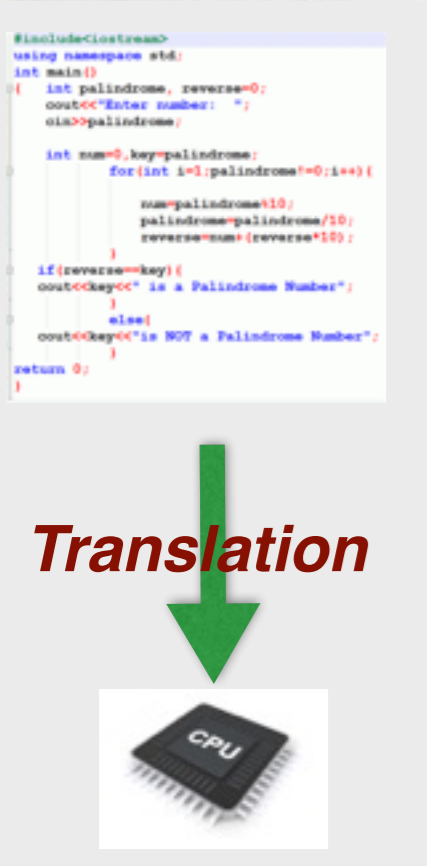 #include<iostream>
using namespace std;
int main()
{ int palindrome, reverse=0;
cout<<"Enter number: ";
cin>>palindrome;
int num=0,key=palindrome;
for(int i=1;palindrome!=0;i++){
num=palindrome%10;
palindrome=palindrome/10;
reverse=num+(reverse*10);
}
if(reverse==key){
cout<<key<<" is a Palindrome Number";
}
else{
cout<<key<<"is NOT a Palindrome Number";
}
return 0;
}
Translation
CPU